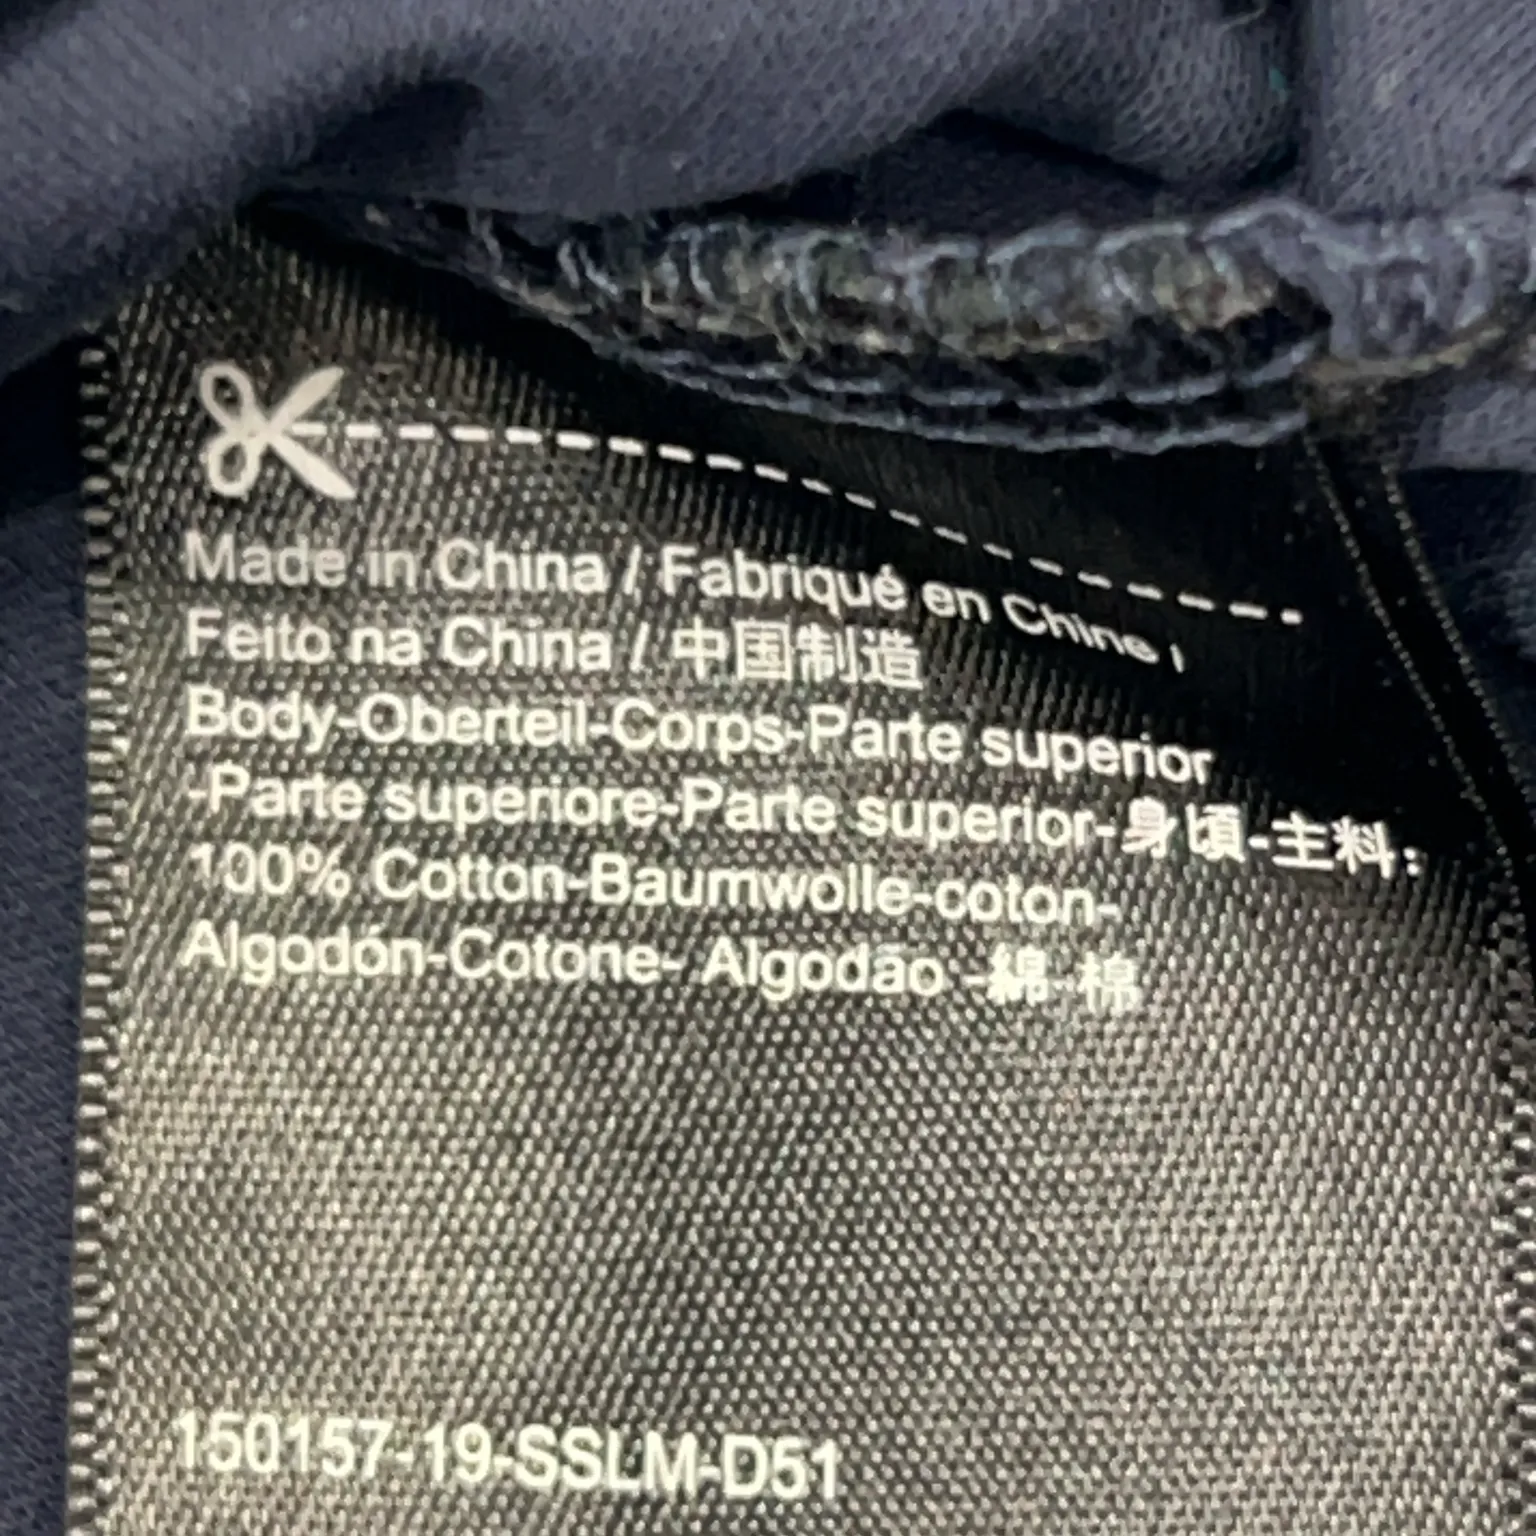 Made in China / Fabriqué en Chine /
Feito na China / 中国制造
Body-Oberteil-Corps-Parte superior
-Parte superiore-Parte superior-身頃-主料:
100% Cotton-Baumwolle-coton-
Algodón-Cotone- Algodão -綿-棉
150157-19-SSLM-D51